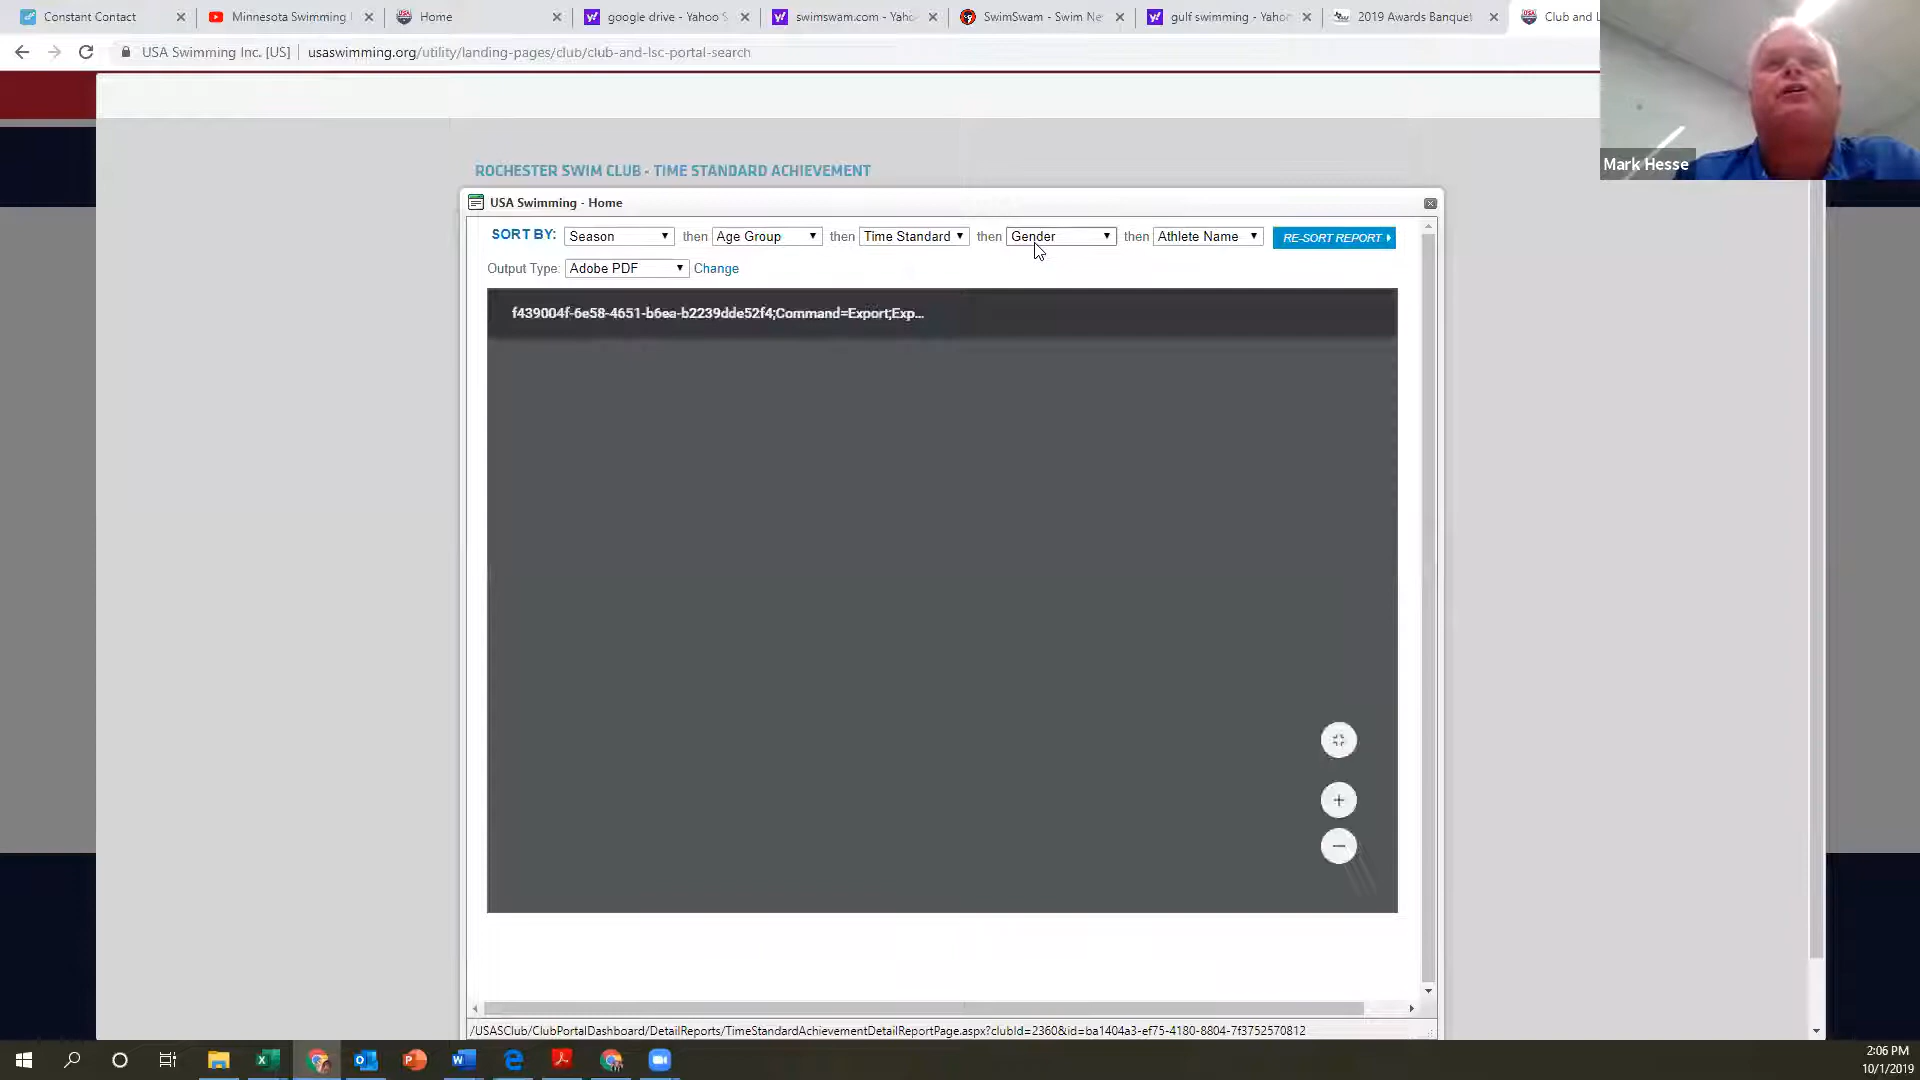 Constant Contact
Minnesota Swimming
Home
google drive - Yahoo S
swimswam.com - Yaho
SwimSwam - Swim Ne
gulf swimming - Yahoo
2019 Awards Banquet
Club and L
USA Swimming Inc. [US] usaswimming.org/utility/landing-pages/club/club-and-lsc-portal-search
Mark Hesse
ROCHESTER SWIM CLUB - TIME STANDARD ACHIEVEMENT
USA Swimming - Home
SORT BY: Season then Age Group then Time Standard then Gender then Athlete Name RE-SORT REPORT
Output Type: Adobe PDF Change
f439004f-6e58-4651-b6ea-b2239dde52f4;Command=Export;Exp...
/USASClub/ClubPortalDashboard/DetailReports/TimeStandardAchievementDetailReportPage.aspx?clubId=2360&id=ba1404a3-ef75-4180-8804-7f3752570812
2:06 PM
10/1/2019